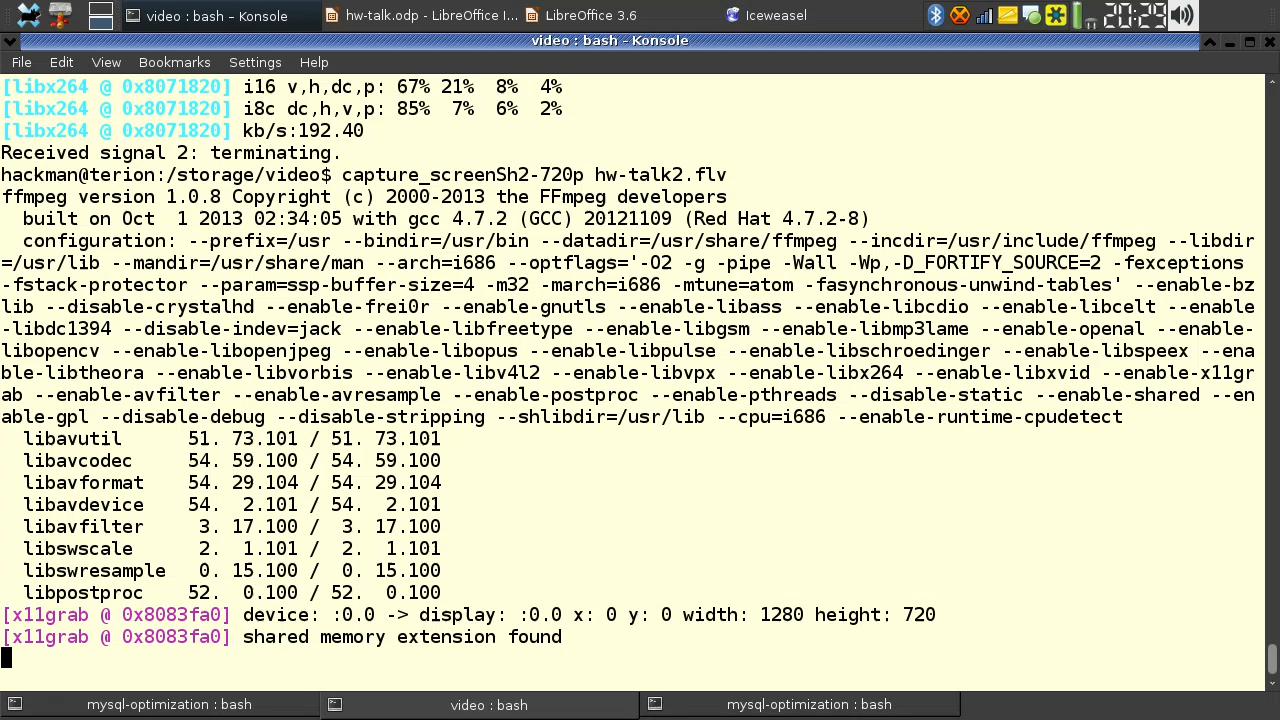 video : bash – Konsole
hw-talk.odp - LibreOffice I...
LibreOffice 3.6
Iceweasel
20:29
video : bash – Konsole
File Edit View Bookmarks Settings Help
[libx264 @ 0x8071820] i16 v,h,dc,p: 67% 21%  8%  4%
[libx264 @ 0x8071820] i8c dc,h,v,p: 85%  7%  6%  2%
[libx264 @ 0x8071820] kb/s:192.40
Received signal 2: terminating.
hackman@terion:/storage/video$ capture_screenSh2-720p hw-talk2.flv
ffmpeg version 1.0.8 Copyright (c) 2000-2013 the FFmpeg developers
  built on Oct  1 2013 02:34:05 with gcc 4.7.2 (GCC) 20121109 (Red Hat 4.7.2-8)
  configuration: --prefix=/usr --bindir=/usr/bin --datadir=/usr/share/ffmpeg --incdir=/usr/include/ffmpeg --libdir
=/usr/lib --mandir=/usr/share/man --arch=i686 --optflags='-O2 -g -pipe -Wall -Wp,-D_FORTIFY_SOURCE=2 -fexceptions
-fstack-protector --param=ssp-buffer-size=4 -m32 -march=i686 -mtune=atom -fasynchronous-unwind-tables' --enable-bz
lib --disable-crystalhd --enable-frei0r --enable-gnutls --enable-libass --enable-libcdio --enable-libcelt --enable
-libdc1394 --disable-indev=jack --enable-libfreetype --enable-libgsm --enable-libmp3lame --enable-openal --enable-
libopencv --enable-libopenjpeg --enable-libopus --enable-libpulse --enable-libschroedinger --enable-libspeex --ena
ble-libtheora --enable-libvorbis --enable-libv4l2 --enable-libvpx --enable-libx264 --enable-libxvid --enable-x11gr
ab --enable-avfilter --enable-avresample --enable-postproc --enable-pthreads --disable-static --enable-shared --en
able-gpl --disable-debug --disable-stripping --shlibdir=/usr/lib --cpu=i686 --enable-runtime-cpudetect
  libavutil      51. 73.101 / 51. 73.101
  libavcodec     54. 59.100 / 54. 59.100
  libavformat    54. 29.104 / 54. 29.104
  libavdevice    54.  2.101 / 54.  2.101
  libavfilter     3. 17.100 /  3. 17.100
  libswscale      2.  1.101 /  2.  1.101
  libswresample   0. 15.100 /  0. 15.100
  libpostproc    52.  0.100 / 52.  0.100
[x11grab @ 0x8083fa0] device: :0.0 -> display: :0.0 x: 0 y: 0 width: 1280 height: 720
[x11grab @ 0x8083fa0] shared memory extension found
mysql-optimization : bash
video : bash
mysql-optimization : bash